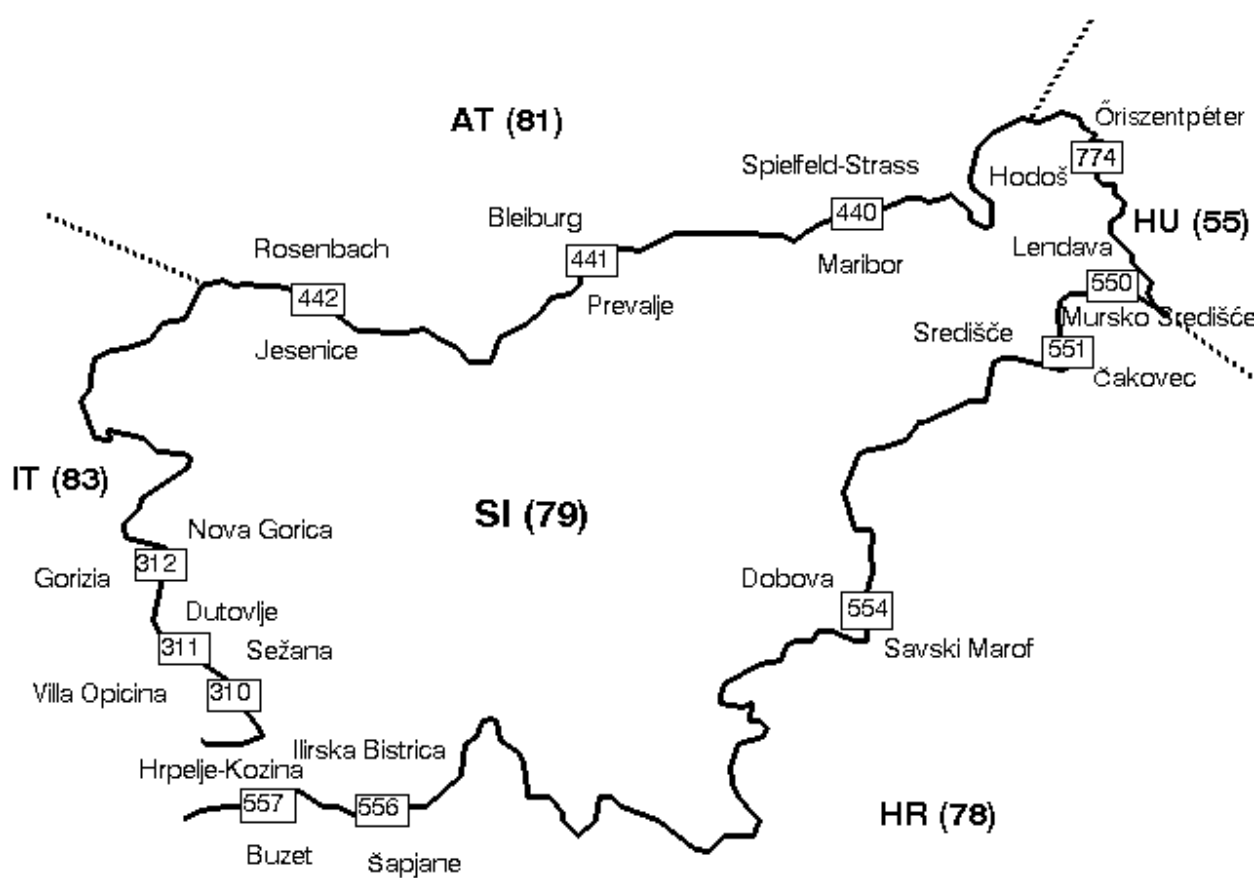 AT (81)
Őriszentpéter
Spielfeld-Strass
774
Hodoš
440
Bleiburg
HU (55)
Rosenbach
441
Maribor
Lendava
550
442
Prevalje
Mursko Središće
Jesenice
Središče
551
Čakovec
IT (83)
SI (79)
Nova Gorica
312
Gorizia
Dobova
Dutovlje
554
311
Sežana
Savski Marof
Villa Opicina
310
Ilirska Bistrica
Hrpelje-Kozina
557
556
HR (78)
Buzet
Šapjane